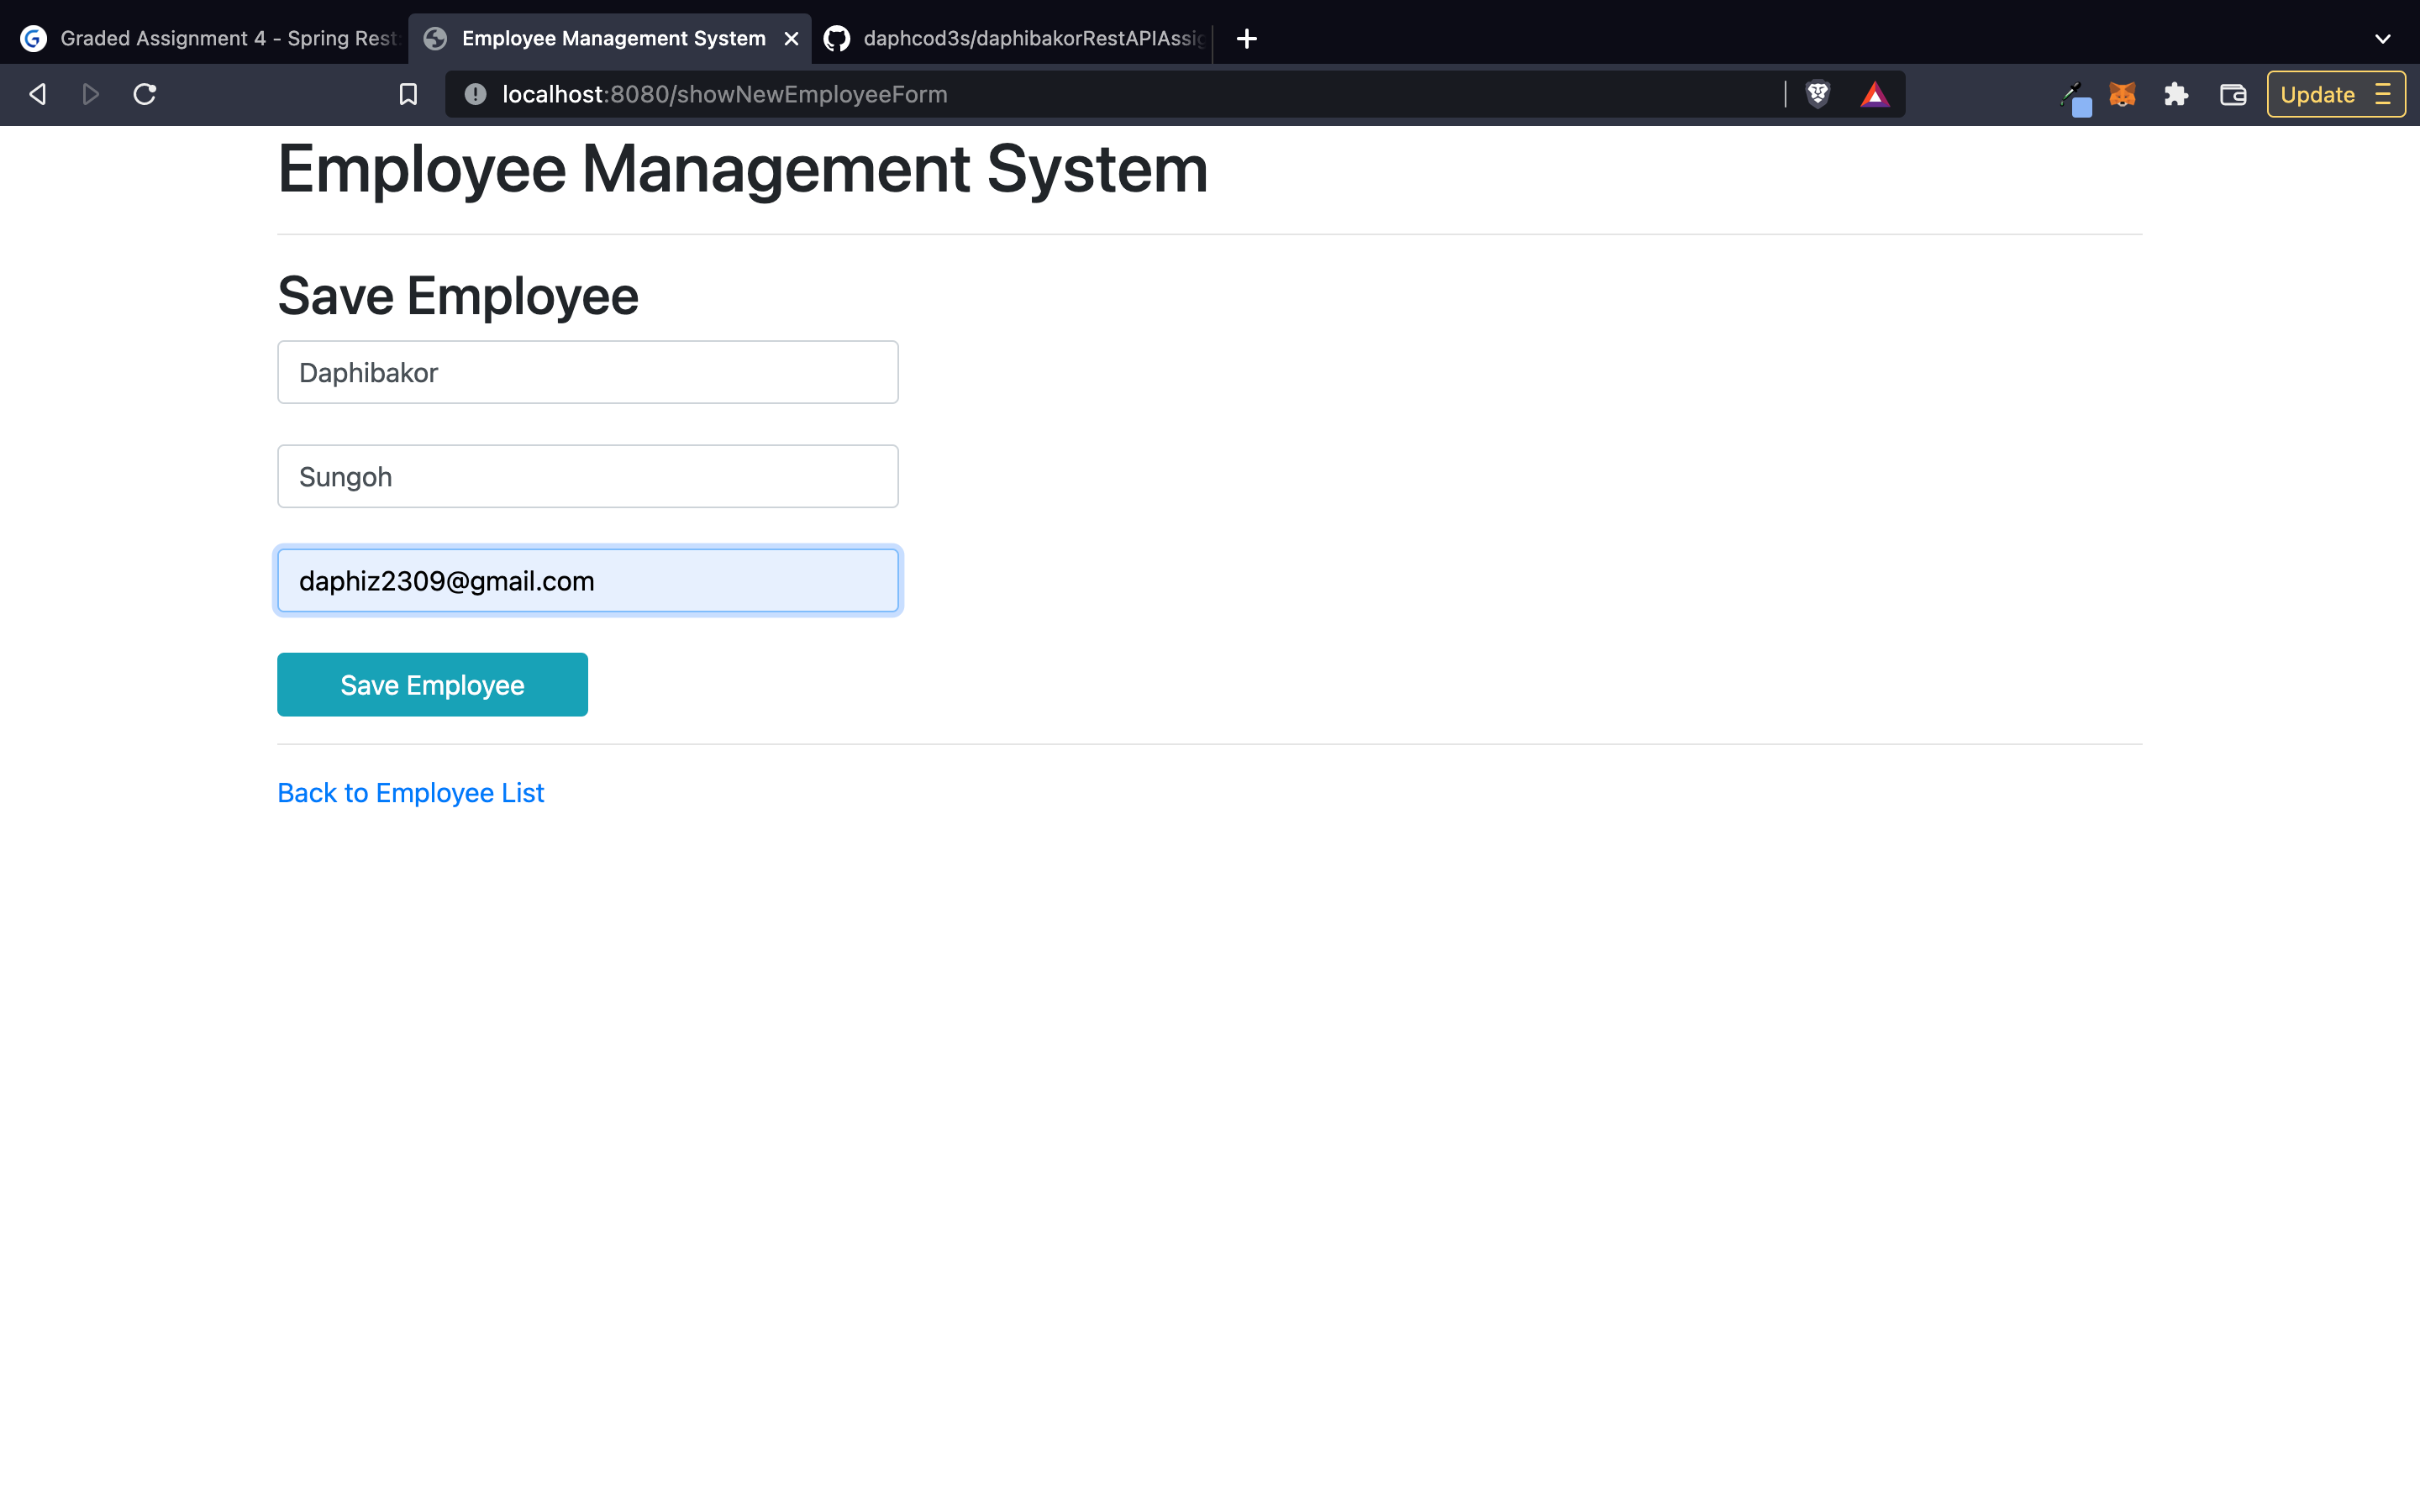 Graded Assignment 4 - Spring Rest
Employee Management System
daphcod3s/daphibakorRestAPIAssig
localhost:8080/showNewEmployeeForm
Update
Employee Management System
Save Employee
Daphibakor
Sungoh
daphiz2309@gmail.com
Save Employee
Back to Employee List